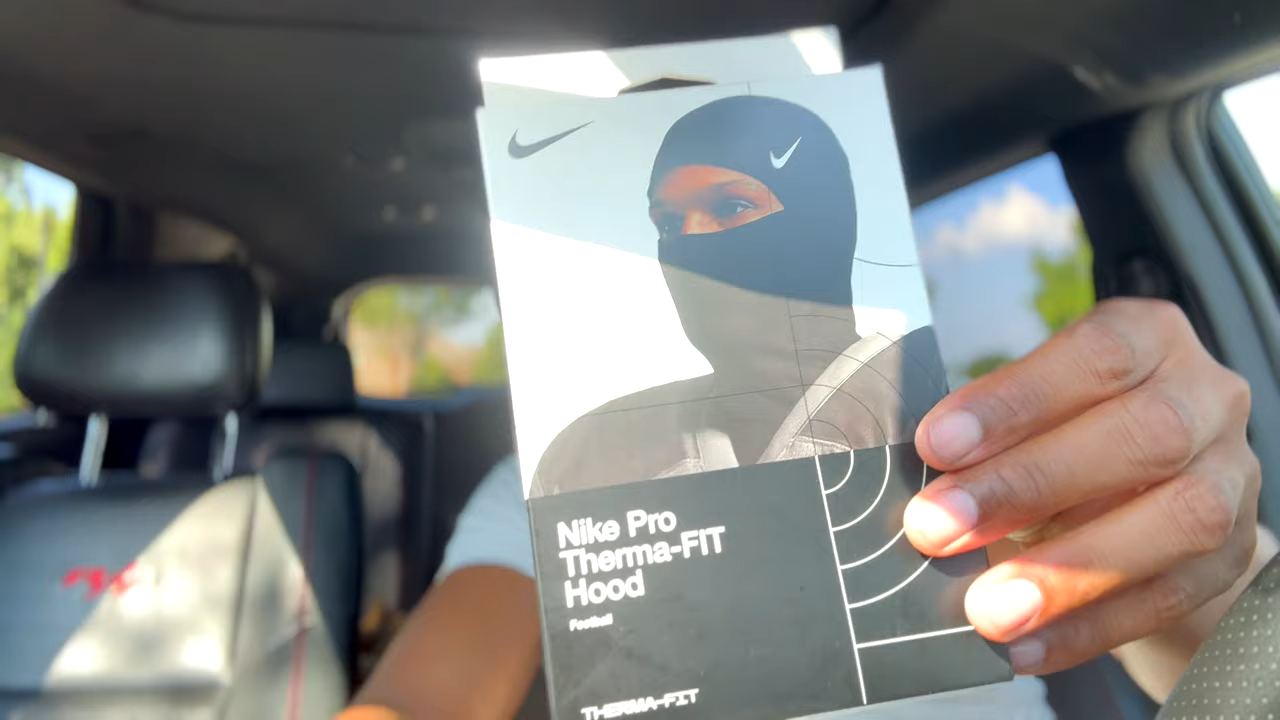 Nike Pro
Therma-FIT
Hood
Football
THERMA-FIT